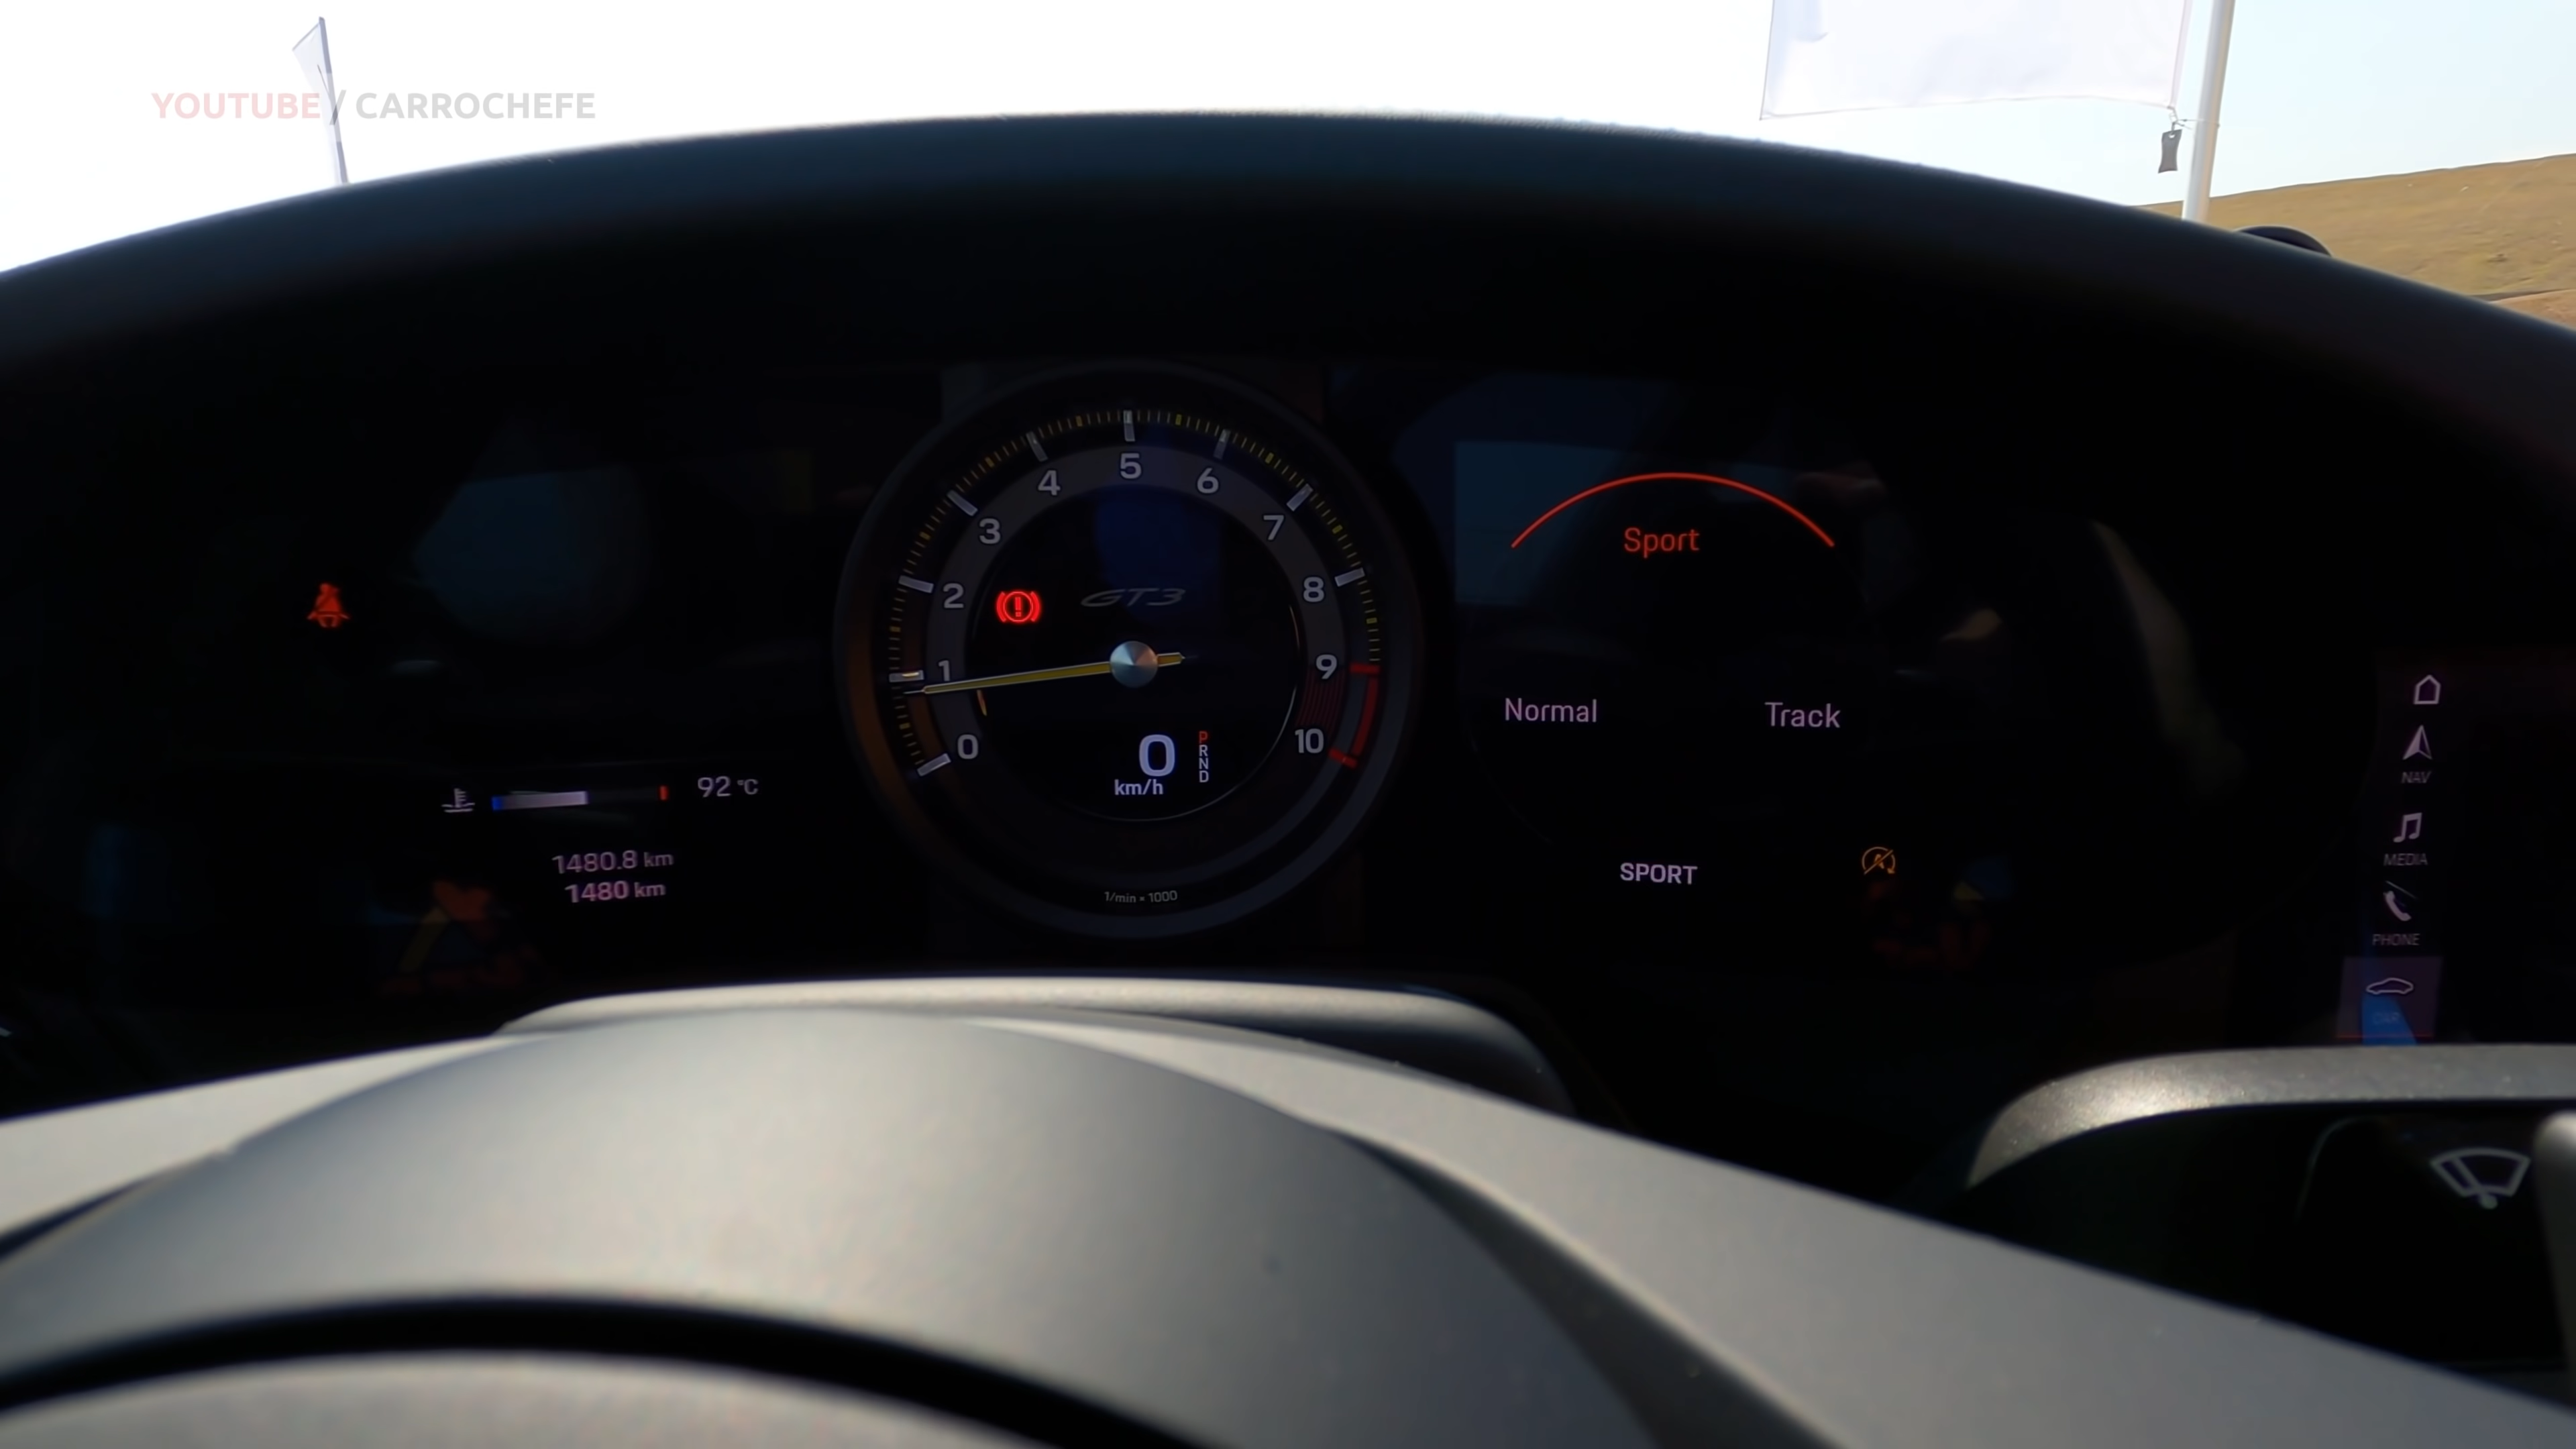 YOUTUBE / CARROCHEFE
5
4 6
3 7
2 8
GT3
1 9
0 10
0
km/h
P
R
N
D
1/min = 1000
92 °C
1480.8 km
1480 km
Sport
Normal Track
SPORT
NAV
MEDIA
PHONE
CAR